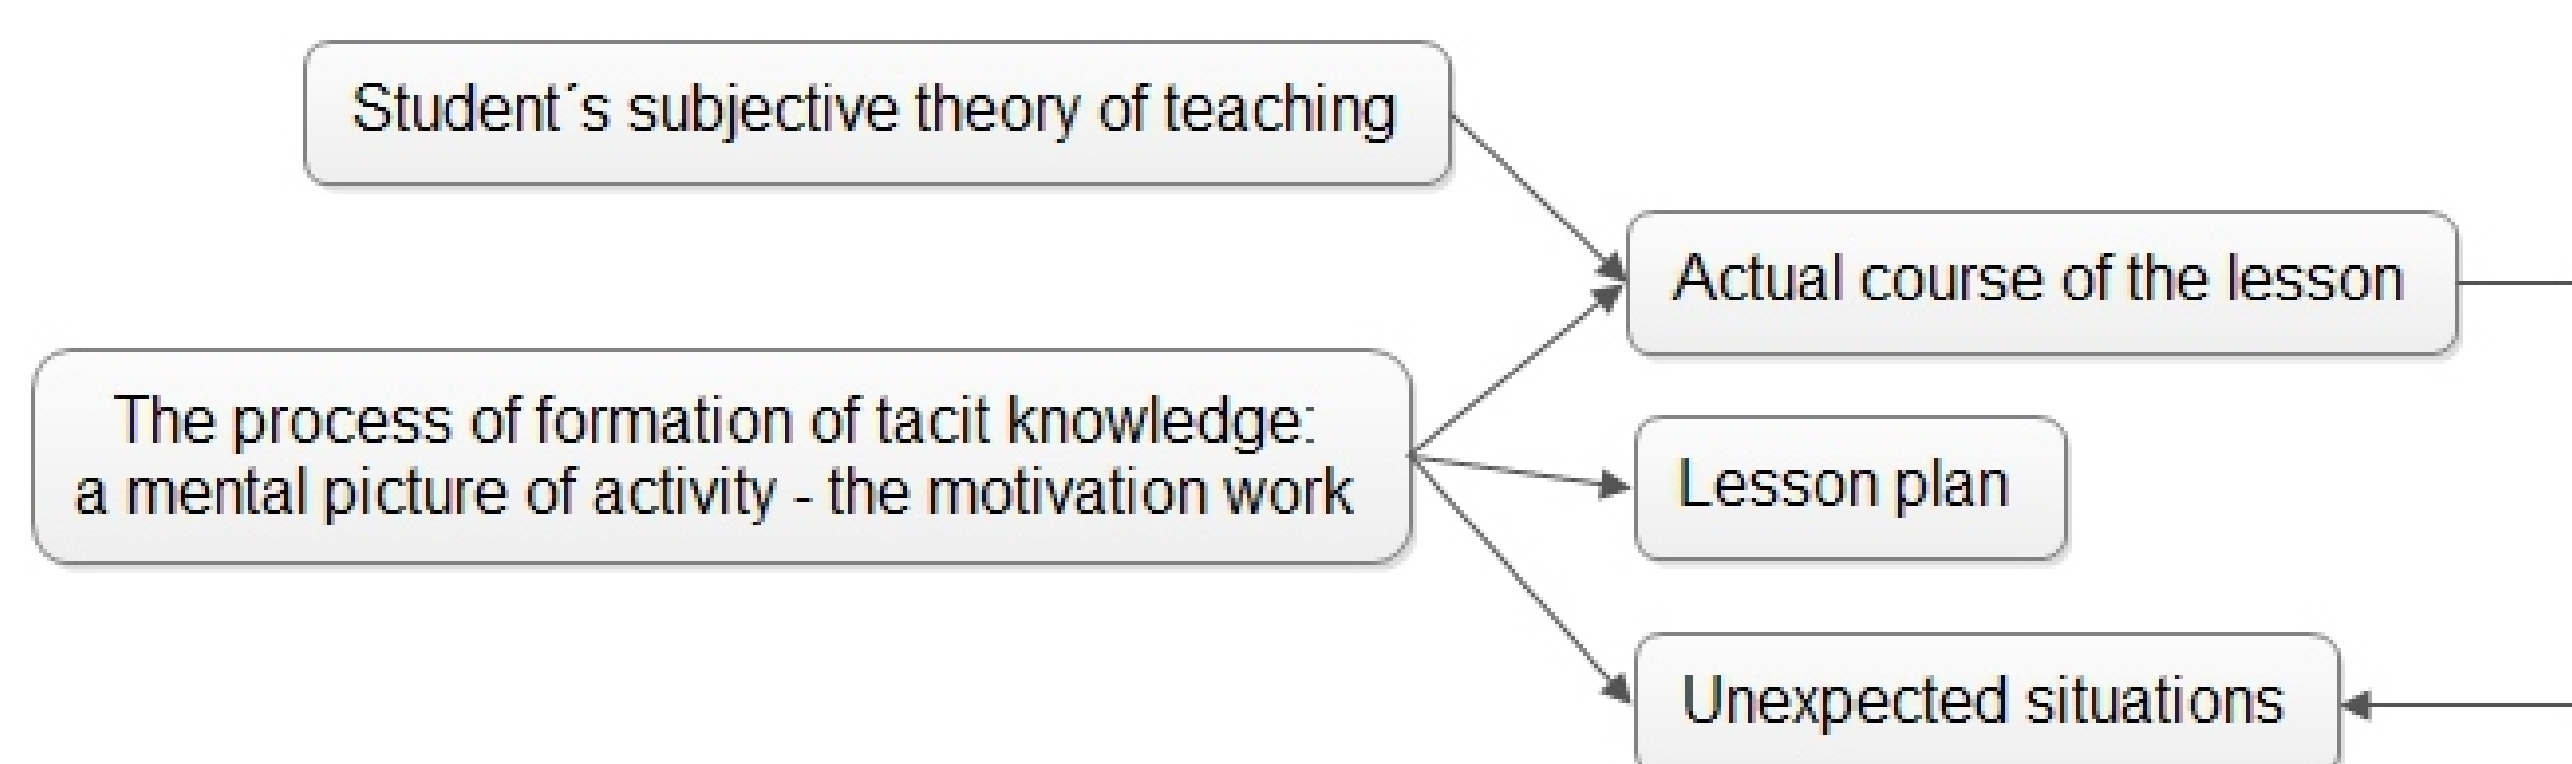 Student´s subjective theory of teaching
Actual course of the lesson
The process of formation of tacit knowledge:
a mental picture of activity - the motivation work
Lesson plan
Unexpected situations